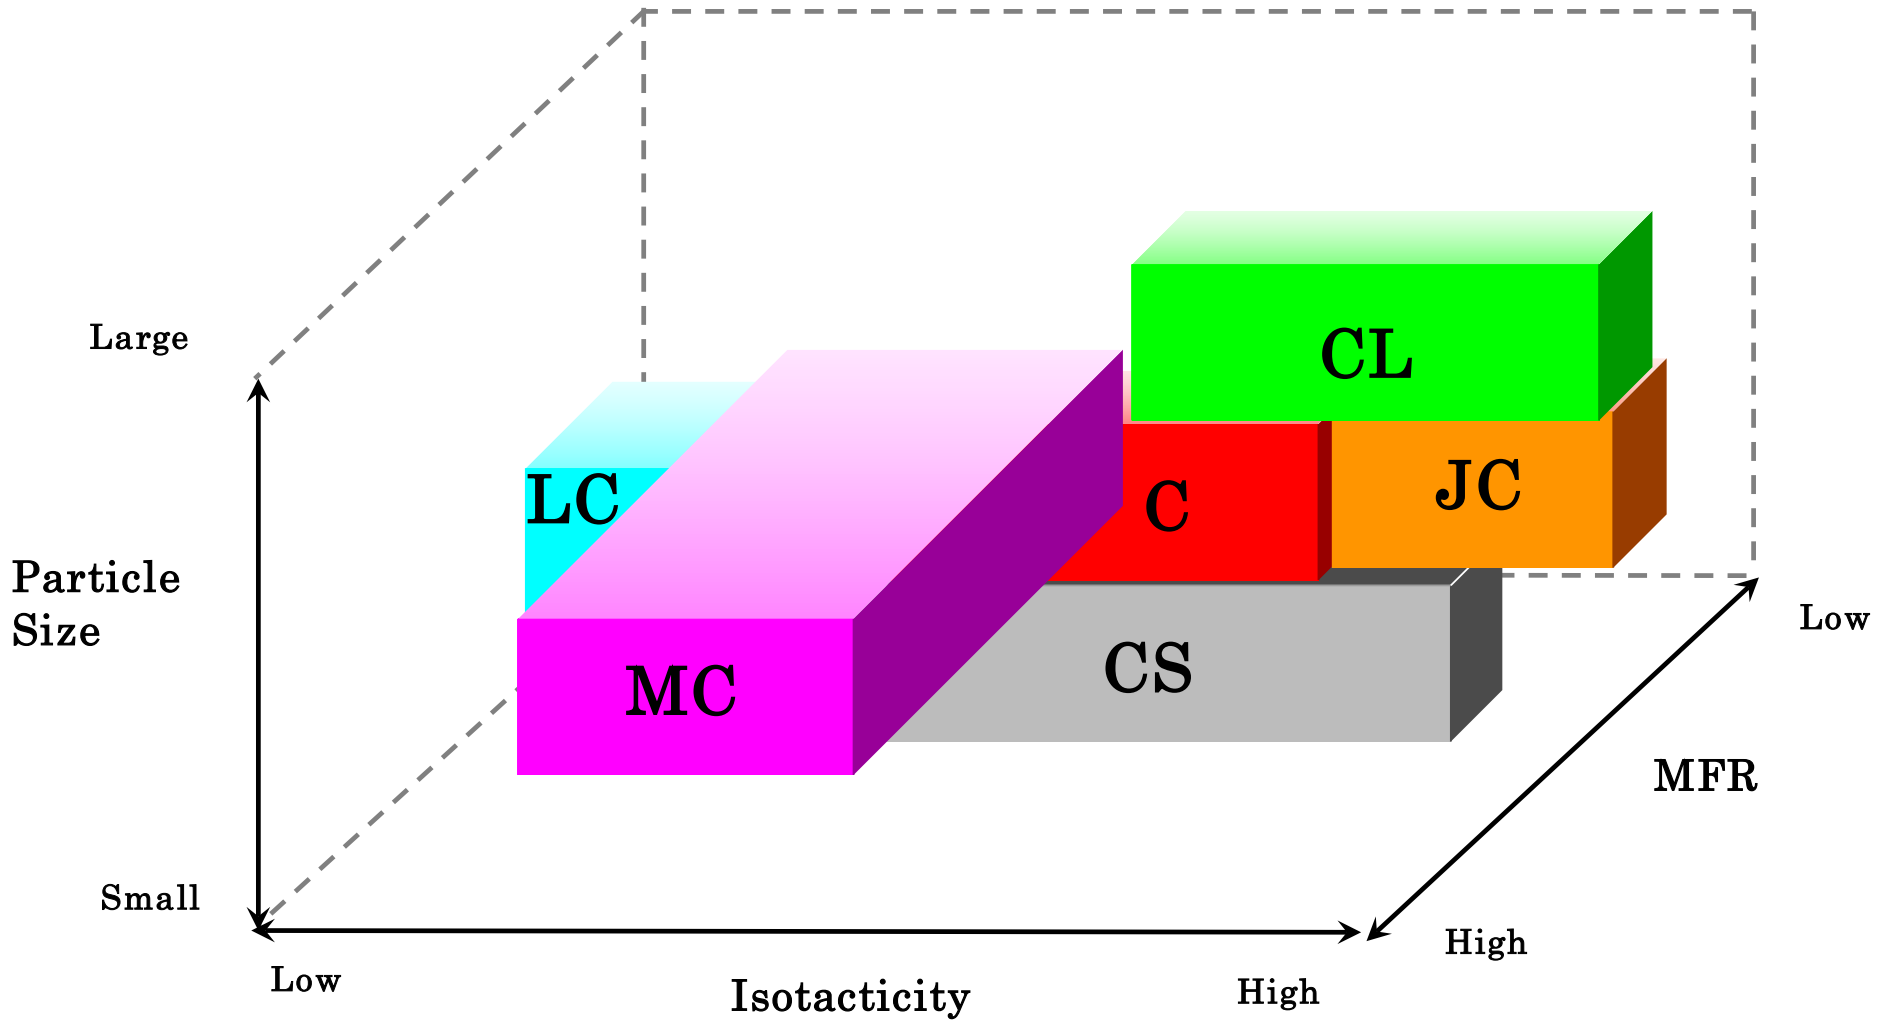 CL
Large
LC
C
JC
Particle
Size
MC
CS
Low
MFR
Small
High
Low
Isotacticity
High